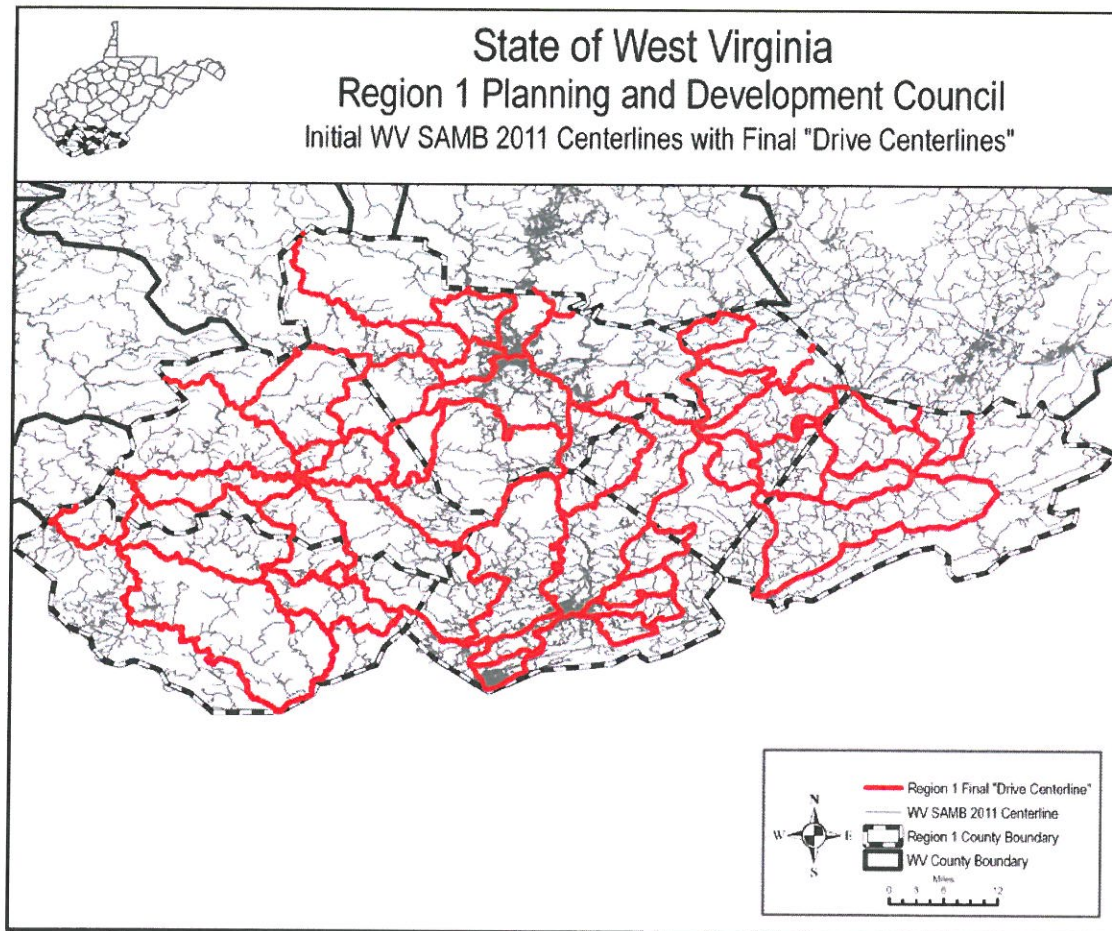 State of West Virginia
Region 1 Planning and Development Council
Initial WV SAMB 2011 Centerlines with Final "Drive Centerlines"
N
W
E
S
Region 1 Final "Drive Centerline"
WV SAMB 2011 Centerline
Region 1 County Boundary
WV County Boundary
Miles
0 3 6 12